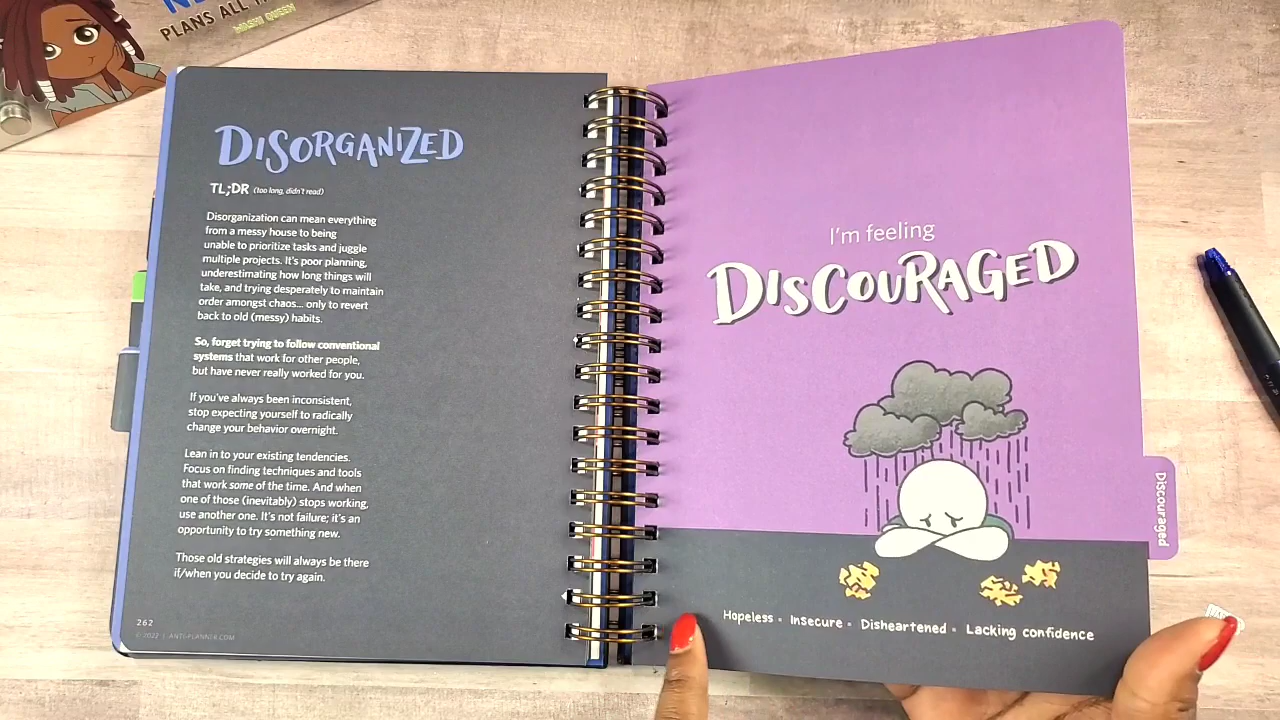 PLANS ALL
WASHI QUEEN
DISORGANIZED
TL;DR (too long, didn't read)
Disorganization can mean everything
from a messy house to being
unable to prioritize tasks and juggle
multiple projects. It's poor planning,
underestimating how long things will
take, and trying desperately to maintain
order amongst chaos... only to revert
back to old (messy) habits.
So, forget trying to follow conventional
systems that work for other people,
but have never really worked for you.
If you've always been inconsistent,
stop expecting yourself to radically
change your behavior overnight.
Lean in to your existing tendencies.
Focus on finding techniques and tools
that work some of the time. And when
one of those (inevitably) stops working,
use another one. It's not failure; it's an
opportunity to try something new.
Those old strategies will always be there
if/when you decide to try again.
262
© 2022 | ANTI-PLANNER.COM
I'm feeling
DISCOURAGED
Discouraged
Hopeless • Insecure • Disheartened • Lacking confidence